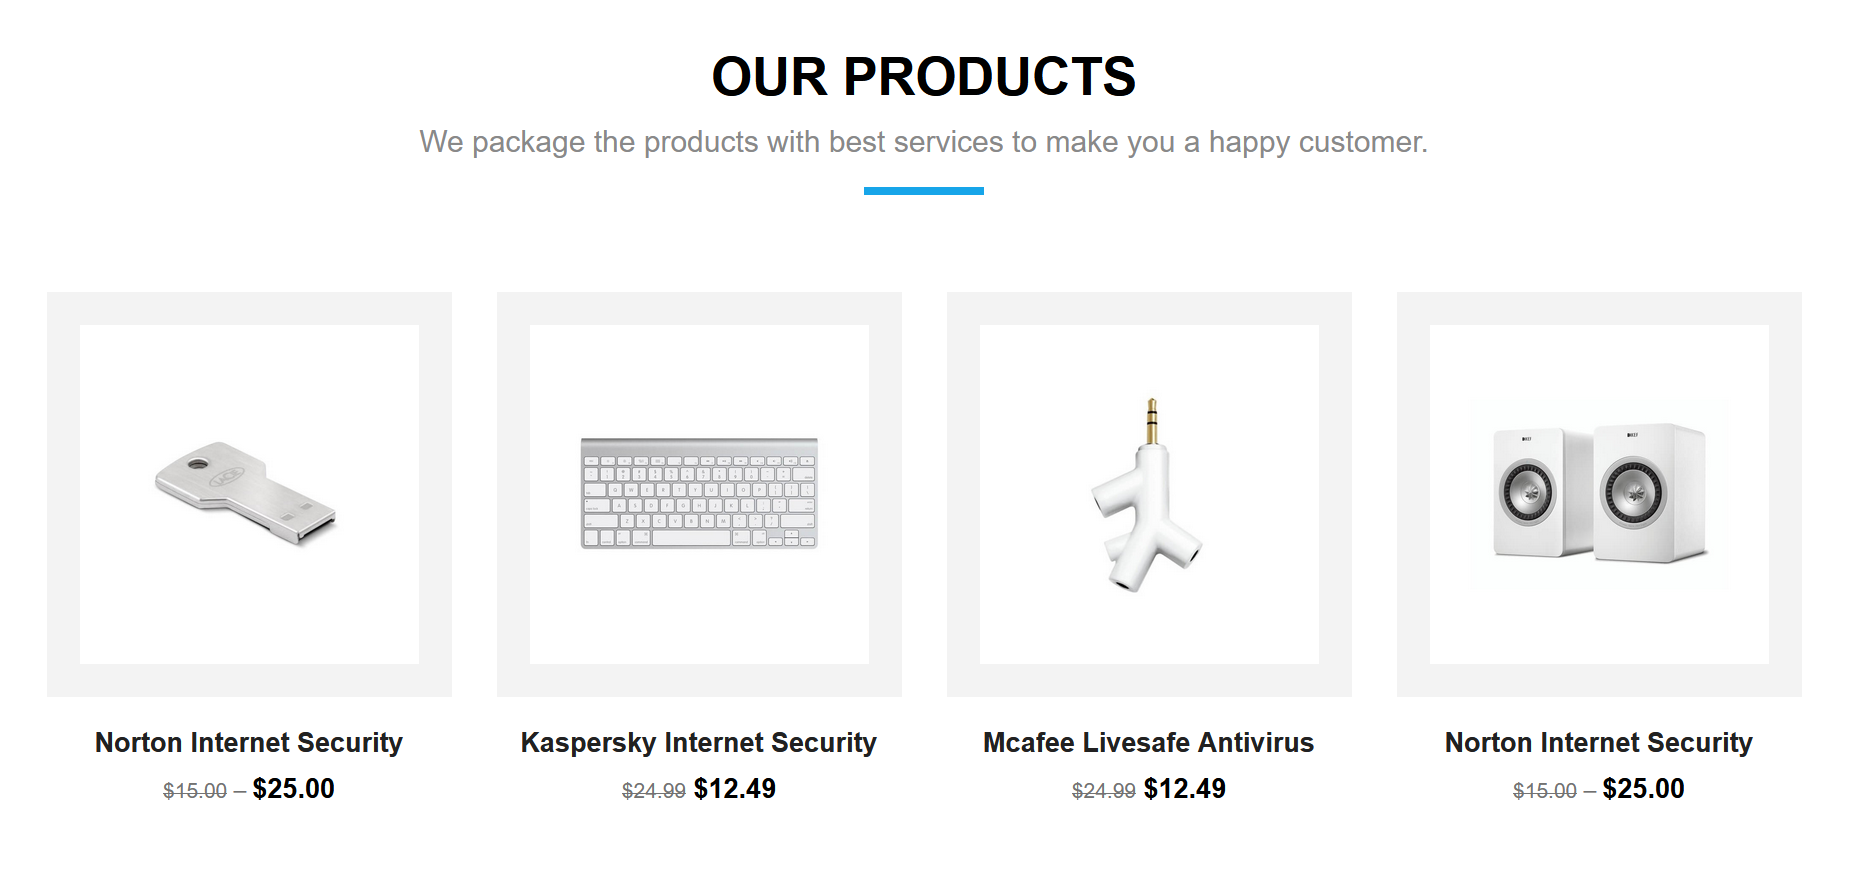 OUR PRODUCTS
We package the products with best services to make you a happy customer.
Norton Internet Security
$15.00 – $25.00
Kaspersky Internet Security
$24.99 $12.49
Mcafee Livesafe Antivirus
$24.99 $12.49
Norton Internet Security
$15.00 – $25.00